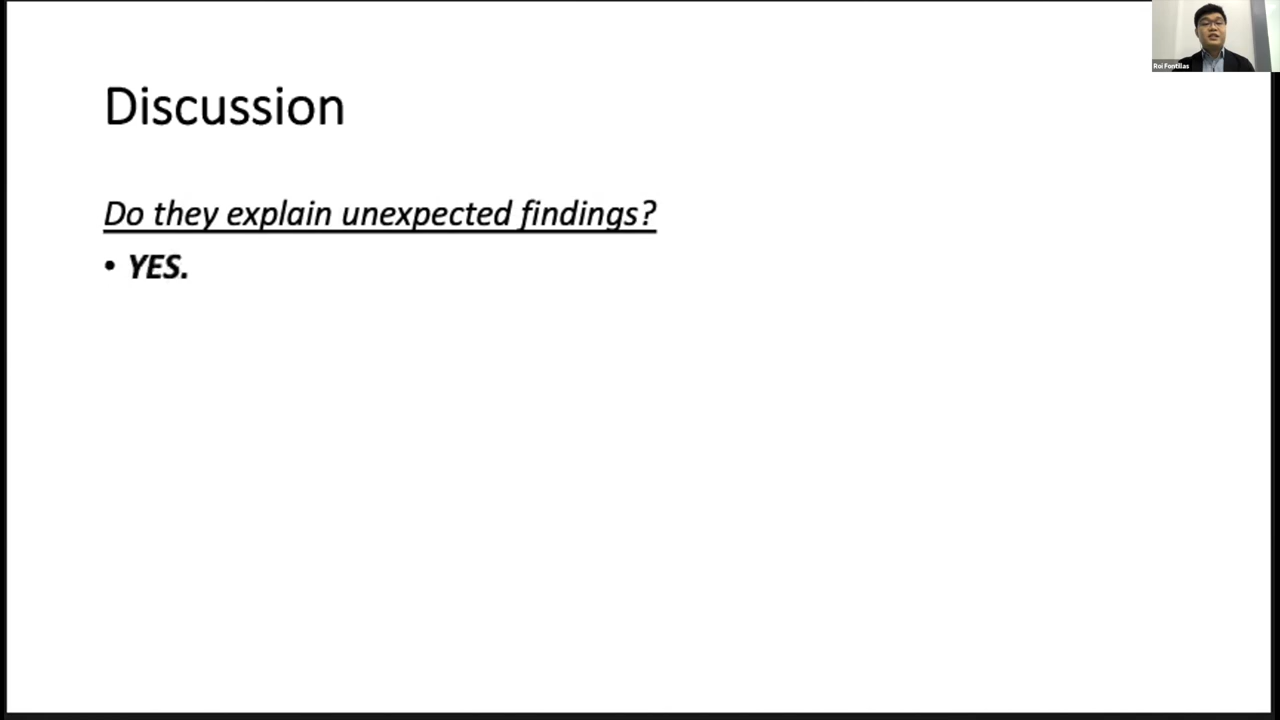 Discussion
Do they explain unexpected findings?
• YES.
Roi Fontillas